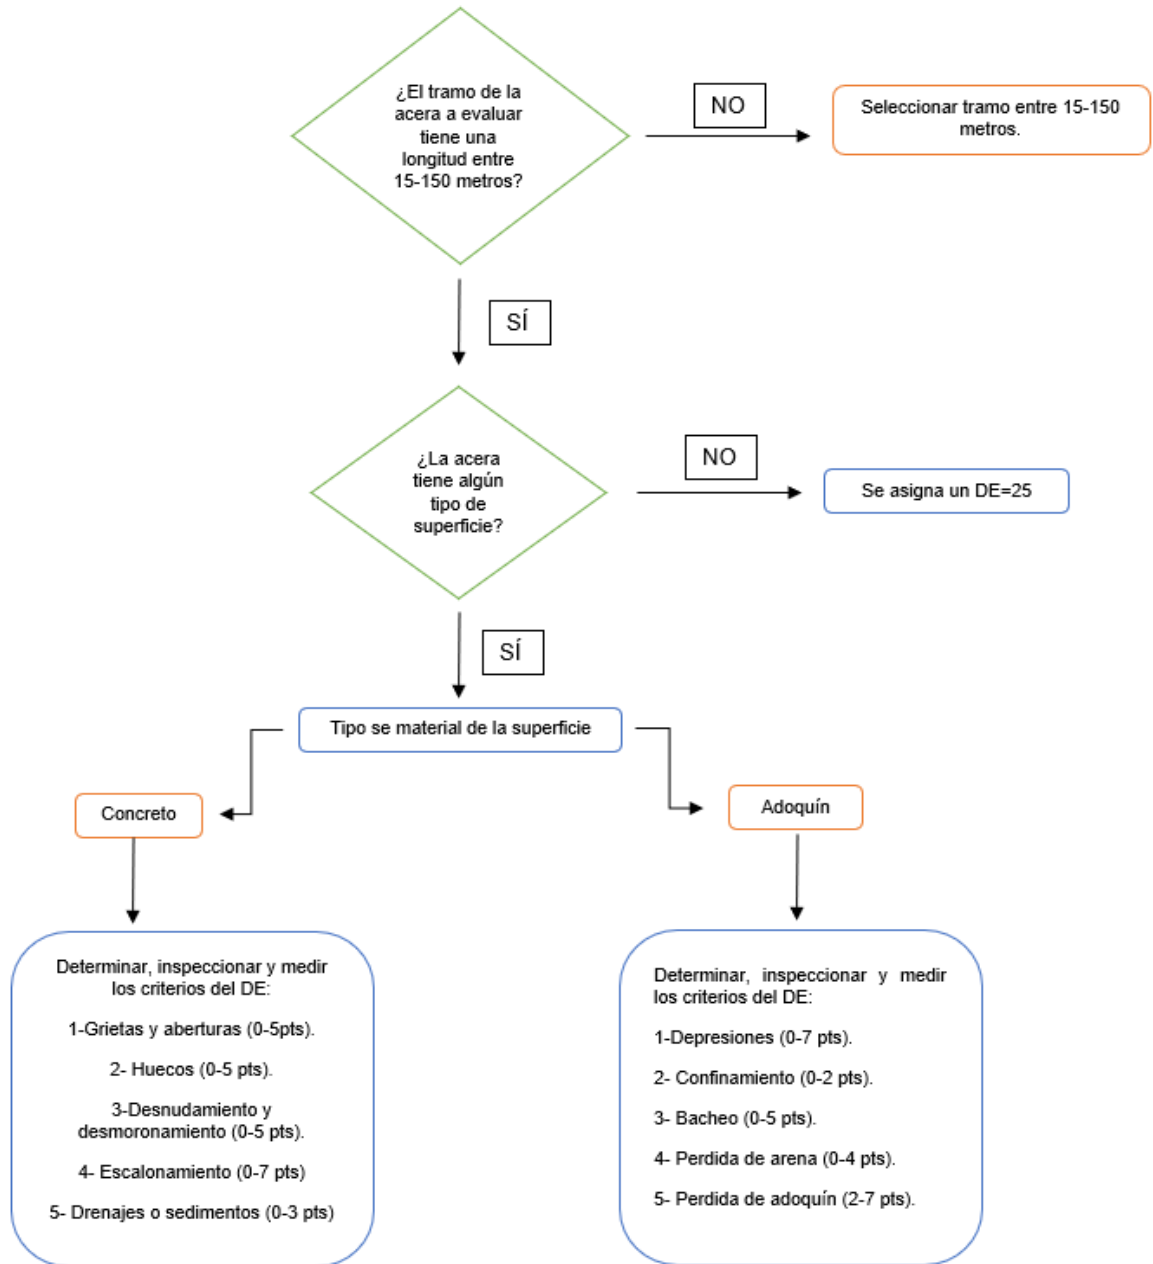 ¿El tramo de la
acera a evaluar
tiene una
longitud entre
15-150 metros?
NO
Seleccionar tramo entre 15-150
metros.
SÍ
¿La acera
tiene algún
tipo de
superficie?
NO
Se asigna un DE=25
SÍ
Tipo se material de la superficie
Concreto
Adoquín
Determinar, inspeccionar y medir
los criterios del DE:
1-Grietas y aberturas (0-5pts).
2- Huecos (0-5 pts).
3-Desnudamiento y
desmoronamiento (0-5 pts).
4- Escalonamiento (0-7 pts)
5- Drenajes o sedimentos (0-3 pts)
Determinar, inspeccionar y medir
los criterios del DE:
1-Depresiones (0-7 pts).
2- Confinamiento (0-2 pts).
3- Bacheo (0-5 pts).
4- Perdida de arena (0-4 pts).
5- Perdida de adoquín (2-7 pts).